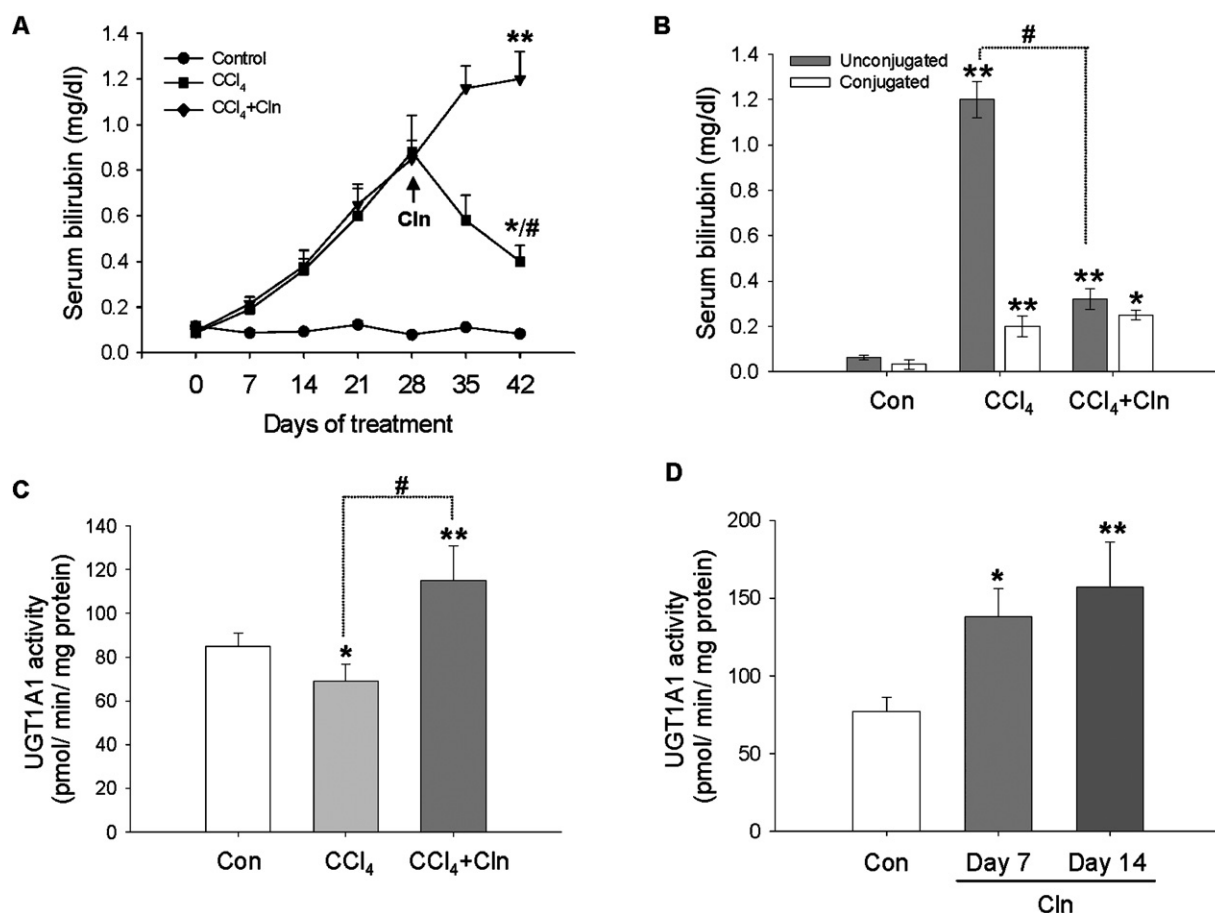 A
Control
CCl₄
CCl₄+Cln
Serum bilirubin (mg/dl)
1.4
1.2
1.0
0.8
0.6
0.4
0.2
0.0
**
*/#
Cln
0 7 14 21 28 35 42
Days of treatment
B
Unconjugated
Conjugated
Serum bilirubin (mg/dl)
1.4
1.2
1.0
0.8
0.6
0.4
0.2
0.0
#
**
**
**
*
Con CCl₄ CCl₄+Cln
C
UGT1A1 activity
(pmol/ min/ mg protein)
140
120
100
80
60
40
20
0
#
*
**
Con CCl₄ CCl₄+Cln
D
UGT1A1 activity
(pmol/ min/ mg protein)
200
150
100
50
0
*
**
Con Day 7 Day 14
Cln